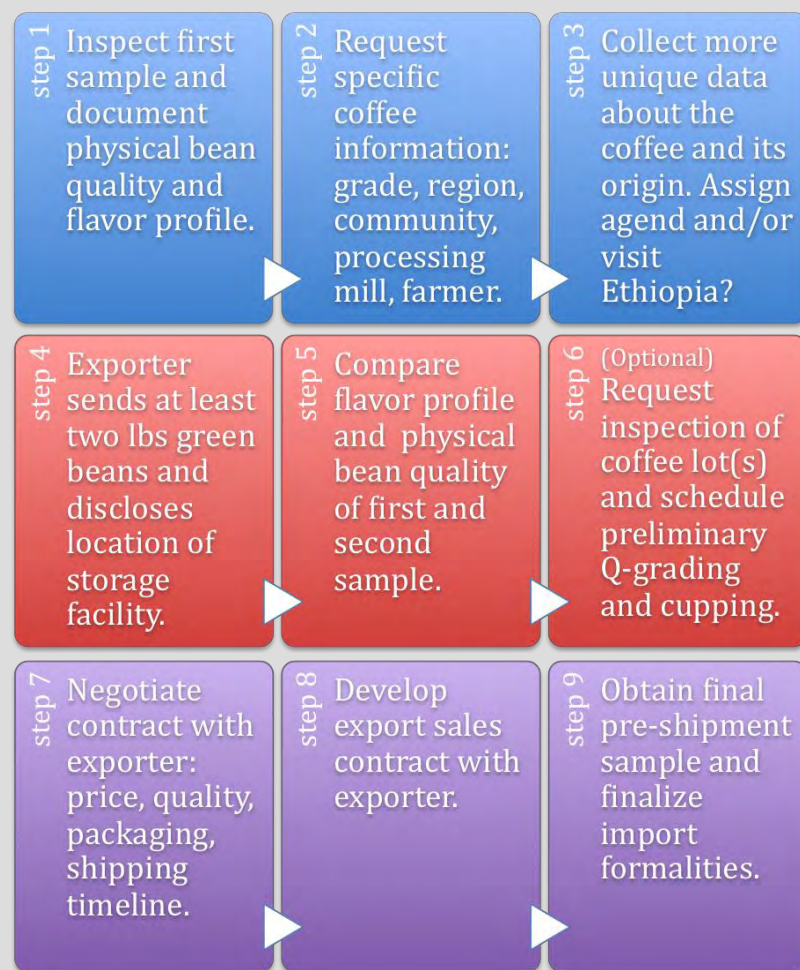 step 1
Inspect first
sample and
document
physical bean
quality and
flavor profile.
step 2
Request
specific
coffee
information:
grade, region,
community,
processing
mill, farmer.
step 3
Collect more
unique data
about the
coffee and its
origin. Assign
agend and/or
visit
Ethiopia?
step 4
Exporter
sends at least
two lbs green
beans and
discloses
location of
storage
facility.
step 5
Compare
flavor profile
and physical
bean quality
of first and
second
sample.
step 6
(Optional)
Request
inspection of
coffee lot(s)
and schedule
preliminary
Q-grading
and cupping.
step 7
Negotiate
contract with
exporter:
price, quality,
packaging,
shipping
timeline.
step 8
Develop
export sales
contract with
exporter.
step 9
Obtain final
pre-shipment
sample and
finalize
import
formalities.